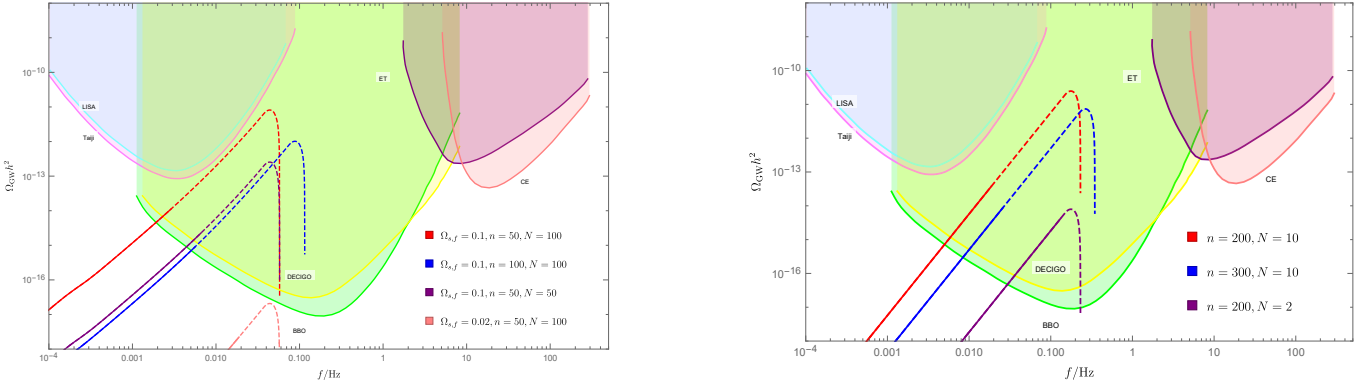 10⁻¹⁰
10⁻¹³
10⁻¹⁶
Ω_GW h²
LISA
Taiji
ET
CE
DECIGO
BBO
Ω_{s,f} = 0.1, n = 50, N = 100
Ω_{s,f} = 0.1, n = 100, N = 100
Ω_{s,f} = 0.1, n = 50, N = 50
Ω_{s,f} = 0.02, n = 50, N = 100
10⁻⁴ 0.001 0.010 0.100 1 10 100
f/Hz
10⁻¹⁰
10⁻¹³
10⁻¹⁶
Ω_GW h²
LISA
Taiji
ET
CE
DECIGO
BBO
n = 200, N = 10
n = 300, N = 10
n = 200, N = 2
10⁻⁴ 0.001 0.010 0.100 1 10 100
f/Hz